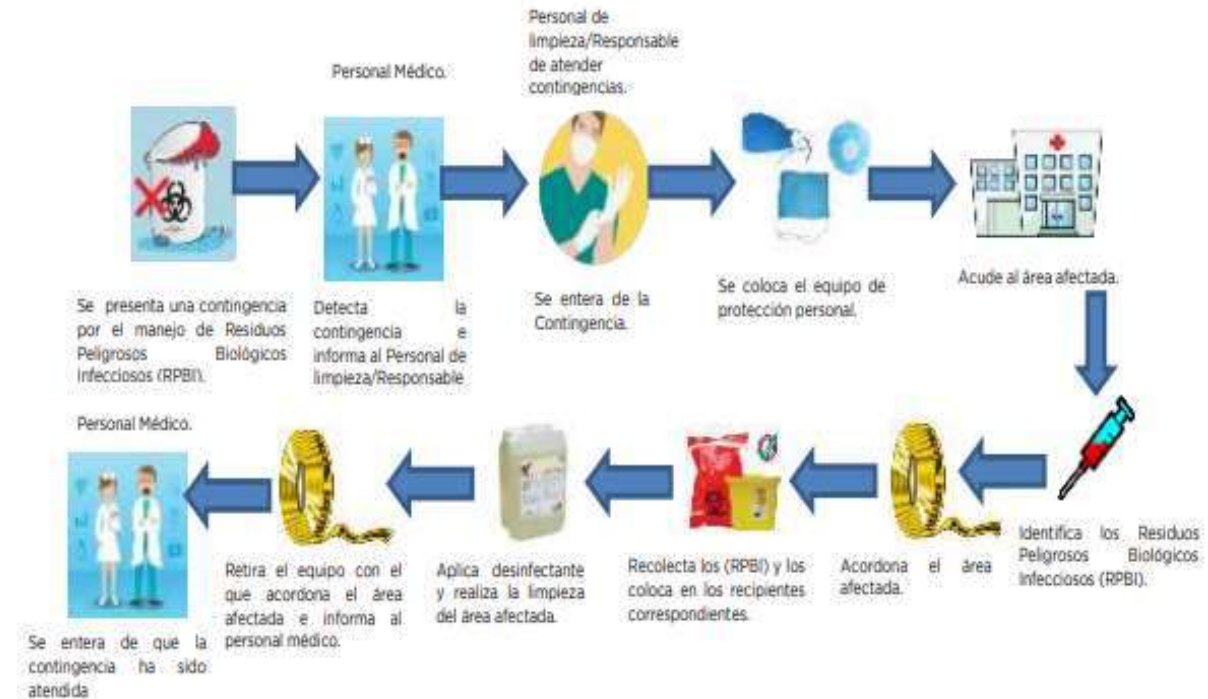 Personal Médico.
Personal de
limpieza/Responsable
de atender
contingencias.
Se presenta una contingencia
por el manejo de Residuos
Peligrosos Biológicos
Infecciosos (RPBI).
Detecta la
contingencia e
informa al Personal de
limpieza/Responsable
Se entera de la
Contingencia.
Se coloca el equipo de
protección personal.
Acude al área afectada.
Identifica los Residuos
Peligrosos Biológicos
Infecciosos (RPBI).
Acordona el área
afectada.
Recolecta los (RPBI) y los
coloca en los recipientes
correspondientes.
Aplica desinfectante
y realiza la limpieza
del área afectada.
Retira el equipo con el
que acordona el área
afectada e informa al
personal médico.
Personal Médico.
Se entera de que la
contingencia ha sido
atendida